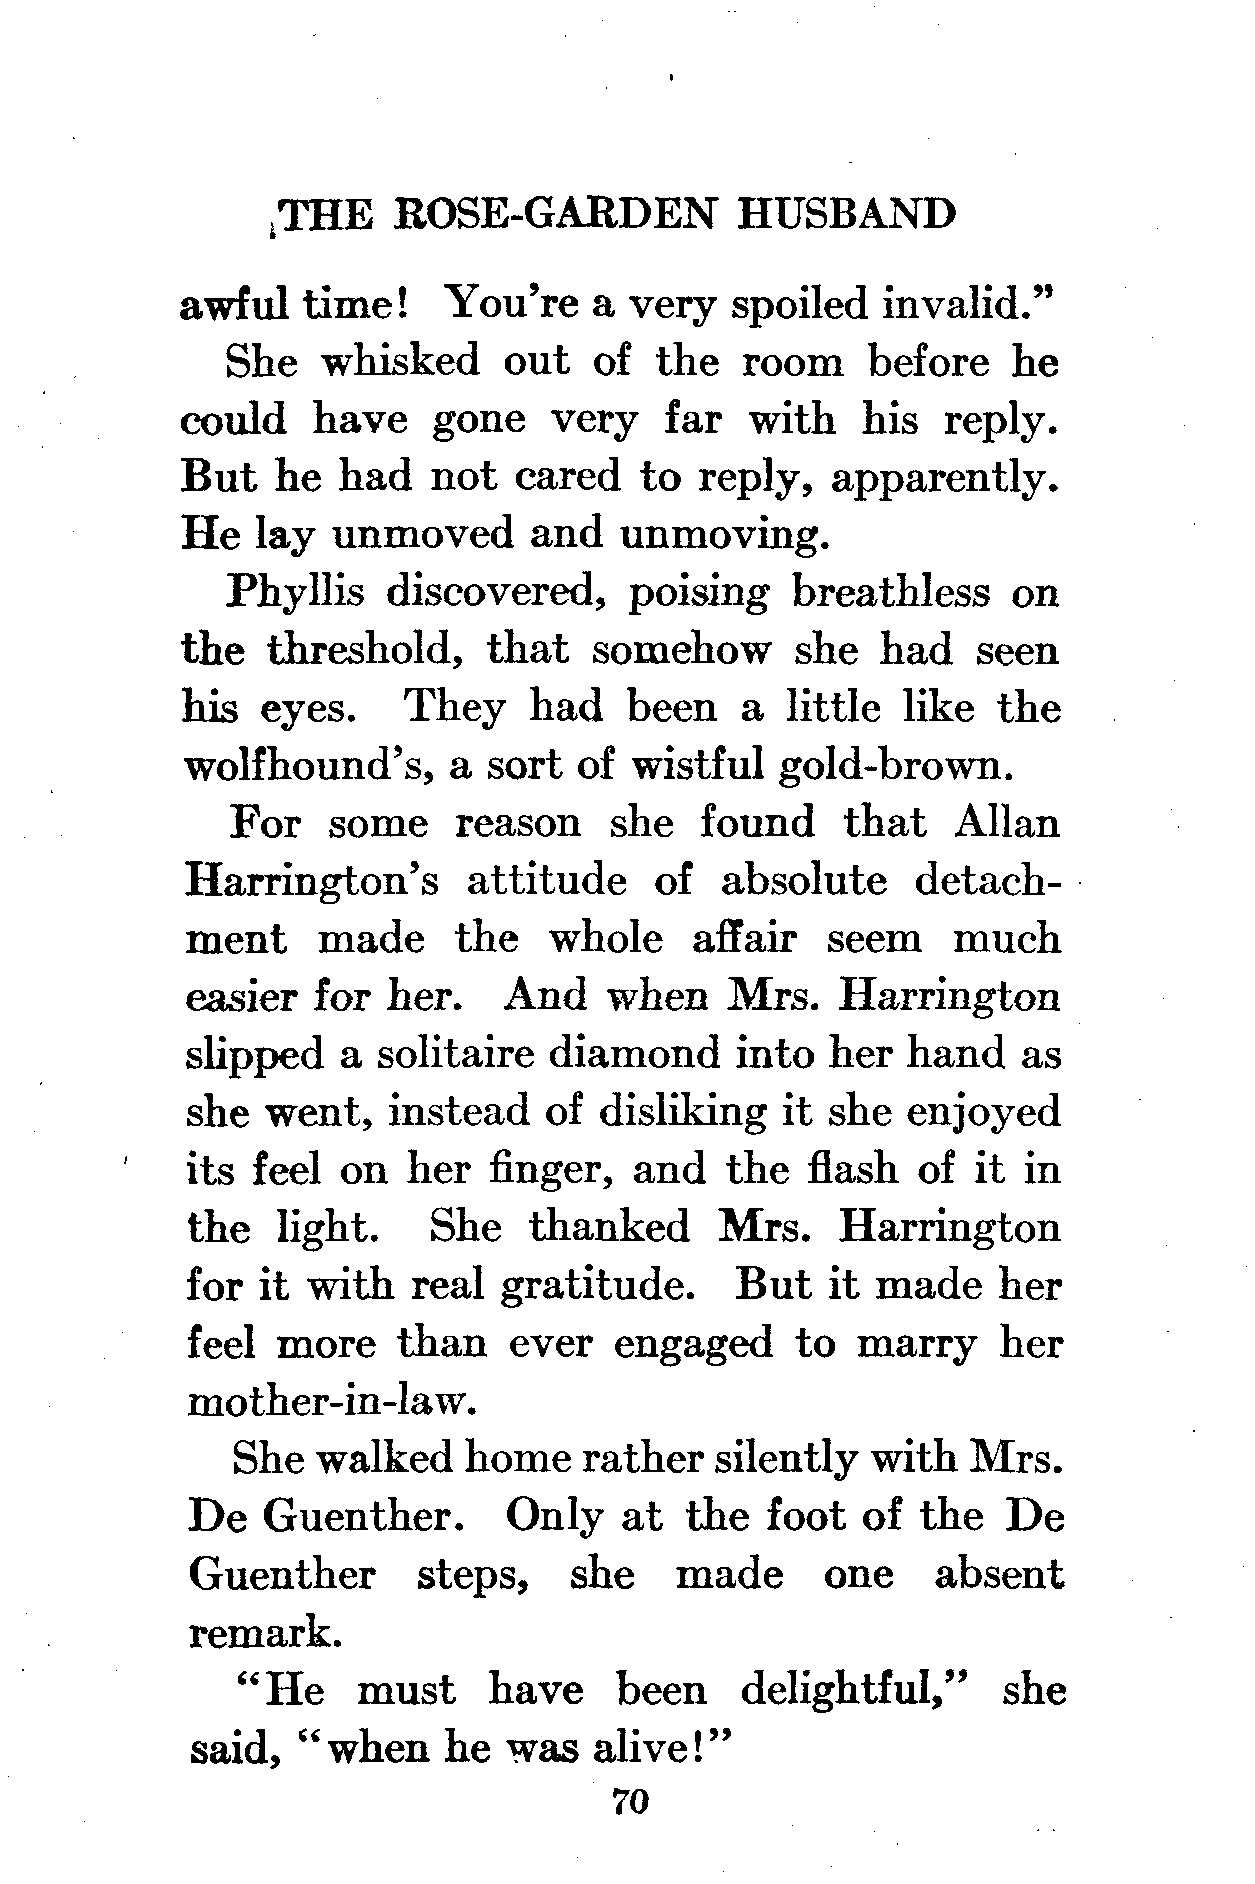 THE ROSE-GARDEN HUSBAND
awful time! You're a very spoiled invalid."
She whisked out of the room before he
could have gone very far with his reply.
But he had not cared to reply, apparently.
He lay unmoved and unmoving.
Phyllis discovered, poising breathless on
the threshold, that somehow she had seen
his eyes. They had been a little like the
wolfhound's, a sort of wistful gold-brown.
For some reason she found that Allan
Harrington's attitude of absolute detach-
ment made the whole affair seem much
easier for her. And when Mrs. Harrington
slipped a solitaire diamond into her hand as
she went, instead of disliking it she enjoyed
its feel on her finger, and the flash of it in
the light. She thanked Mrs. Harrington
for it with real gratitude. But it made her
feel more than ever engaged to marry her
mother-in-law.
She walked home rather silently with Mrs.
De Guenther. Only at the foot of the De
Guenther steps, she made one absent
remark.
"He must have been delightful," she
said, "when he was alive!"
70